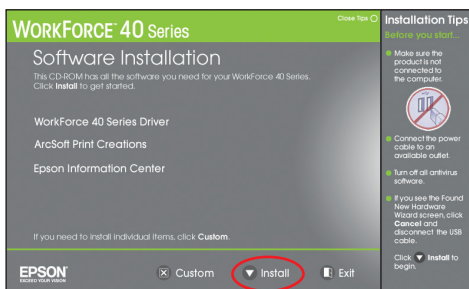 WORKFORCE™ 40 Series
Close Tips
Software Installation
This CD-ROM has all the software you need for your WorkForce 40 Series.
Click Install to get started.
WorkForce 40 Series Driver
ArcSoft Print Creations
Epson Information Center
If you need to install individual items, click Custom.
EPSON®
EXCEED YOUR VISION
Custom
Install
Exit
Installation Tips
Before you start...
Make sure the
product is not
connected to
the computer.
Connect the power
cable to an
available outlet.
Turn off all antivirus
software.
If you see the Found
New Hardware
Wizard screen, click
Cancel and
disconnect the USB
cable.
Click Install to
begin.